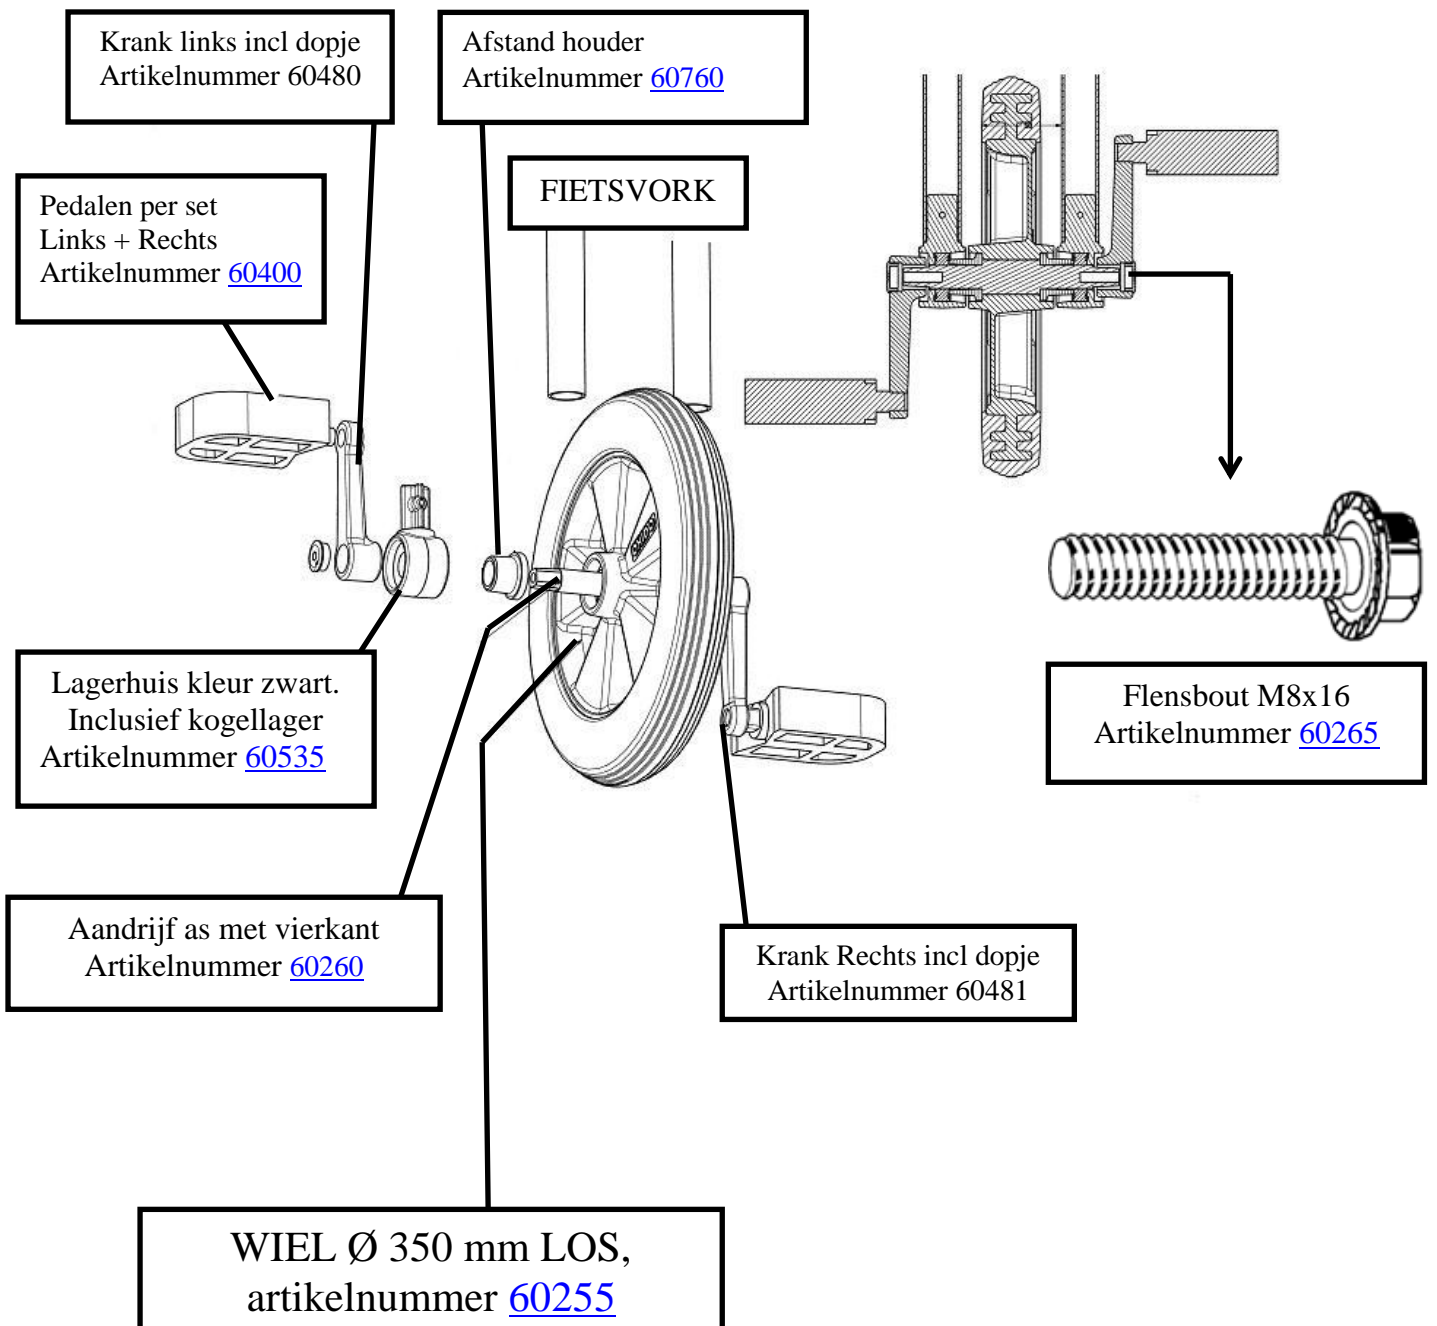 Krank links incl dopje
Artikelnummer 60480
Afstand houder
Artikelnummer 60760
FIETSVORK
Pedalen per set
Links + Rechts
Artikelnummer 60400
Lagerhuis kleur zwart.
Inclusief kogellager
Artikelnummer 60535
Flensbout M8x16
Artikelnummer 60265
Aandrijf as met vierkant
Artikelnummer 60260
Krank Rechts incl dopje
Artikelnummer 60481
WIEL Ø 350 mm LOS,
artikelnummer 60255